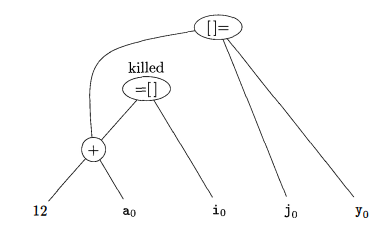 []=
killed
=[]
+
12 a₀ i₀ j₀ y₀